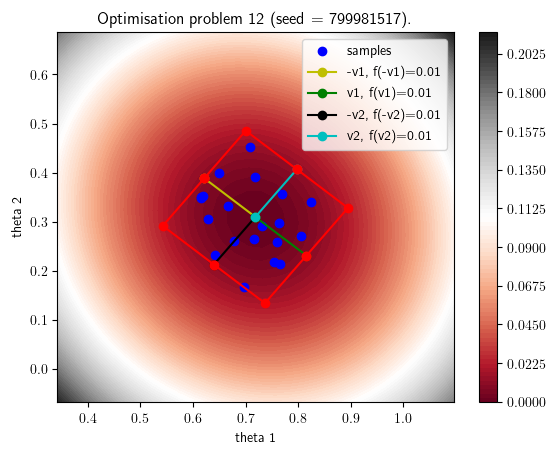 Optimisation problem 12 (seed = 799981517).
samples
-v1, f(-v1)=0.01
v1, f(v1)=0.01
-v2, f(-v2)=0.01
v2, f(v2)=0.01
theta 2
0.6
0.5
0.4
0.3
0.2
0.1
0.0
0.4 0.5 0.6 0.7 0.8 0.9 1.0
theta 1
0.2025
0.1800
0.1575
0.1350
0.1125
0.0900
0.0675
0.0450
0.0225
0.0000